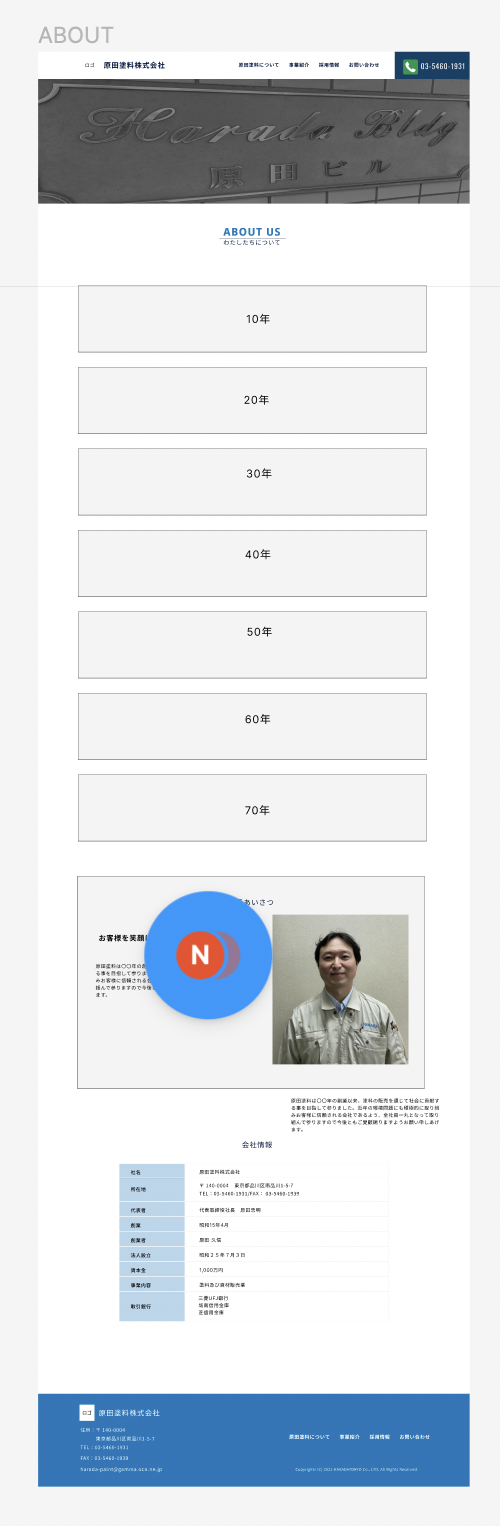 ABOUT
ロゴ 原田塗料株式会社 原田塗料について 事業紹介 採用情報 お問い合わせ 03-5460-1931
Harada Bldg
原田ビル
ABOUT US
わたしたちについて
10年
20年
30年
40年
50年
60年
70年
あいさつ
お客様を笑顔
N
原田塗料は〇〇年の
る事を目指して参りま
みお客様に信頼される
組んで参りますので今後
ます。
原田塗料は〇〇年の創業以来、塗料の販売を通じて社会に貢献す
る事を目指して参りました。近年の環境問題にも積極的に取り組
みお客様に信頼される会社であるよう、全社員一丸となって取り
組んで参りますので今後ともご愛顧賜りますようお願い申しあげ
ます。
会社情報
社名 原田塗料株式会社
所在地 〒 140-0004 東京都品川区南品川1-5-7
TEL：03-5460-1931/FAX： 03-5460-1939
代表者 代表取締役社長 原田忠明
創業 昭和15年4月
創業者 原田 久信
法人設立 昭和２５年７月３日
資本金 1,000万円
事業内容 塗料及び資材販売業
取引銀行 三菱UFJ銀行
城南信用金庫
芝信用金庫
ロゴ 原田塗料株式会社
住所：〒 140-0004
東京都品川区南品川1-5-7
TEL：03-5460-1931
FAX：03-5460-1939
harada-paint@gamma.ocn.ne.jp
原田塗料について 事業紹介 採用情報 お問い合わせ
Copyrights (C) 2022 HARADATORYO Co., LTD. All Rights Reserved.